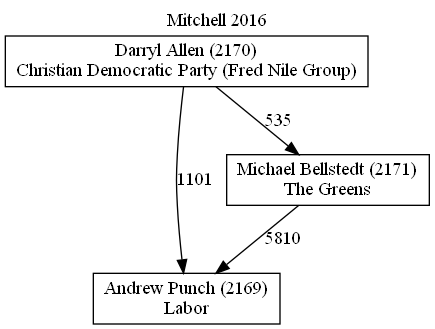 Mitchell 2016
Darryl Allen (2170)
Christian Democratic Party (Fred Nile Group)
535
Michael Bellstedt (2171)
The Greens
1101
5810
Andrew Punch (2169)
Labor